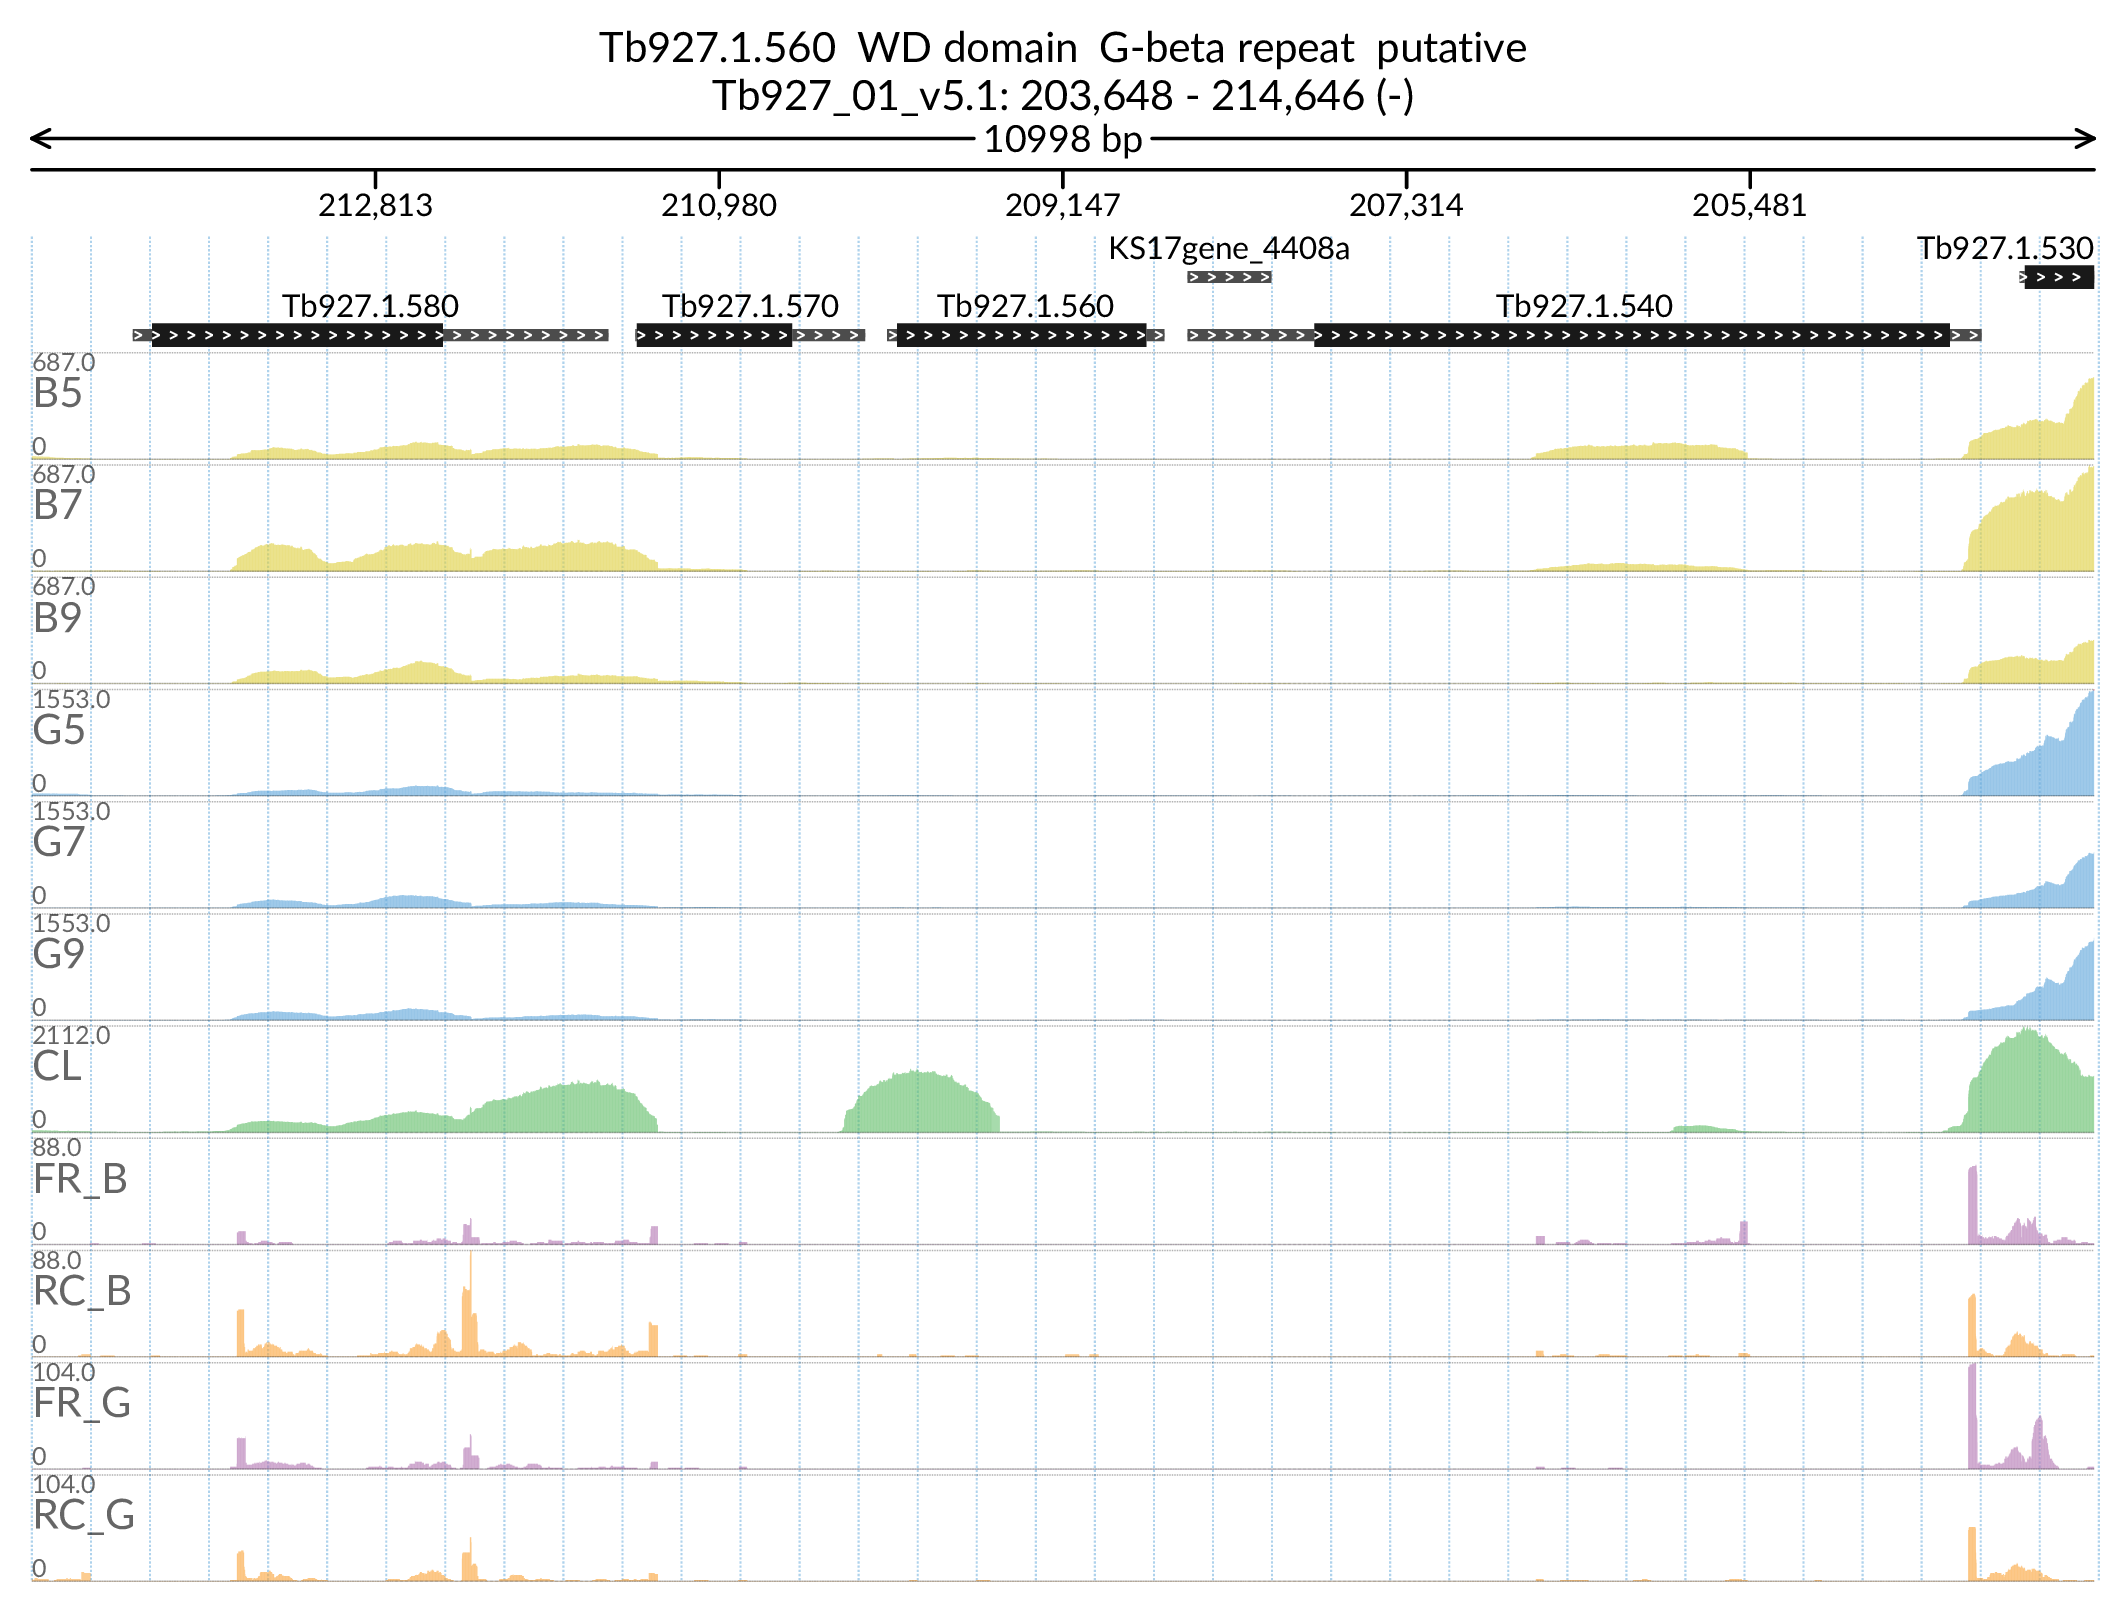 Tb927.1.560 WD domain G-beta repeat putative
Tb927_01_v5.1: 203,648 - 214,646 (-)
10998 bp
212,813 210,980 209,147 207,314 205,481
KS17gene_4408a Tb927.1.530
Tb927.1.580 Tb927.1.570 Tb927.1.560 Tb927.1.540
687.0
B5
0
687.0
B7
0
687.0
B9
0
1553.0
G5
0
1553.0
G7
0
1553.0
G9
0
2112.0
CL
0
88.0
FR_B
0
88.0
RC_B
0
104.0
FR_G
0
104.0
RC_G
0